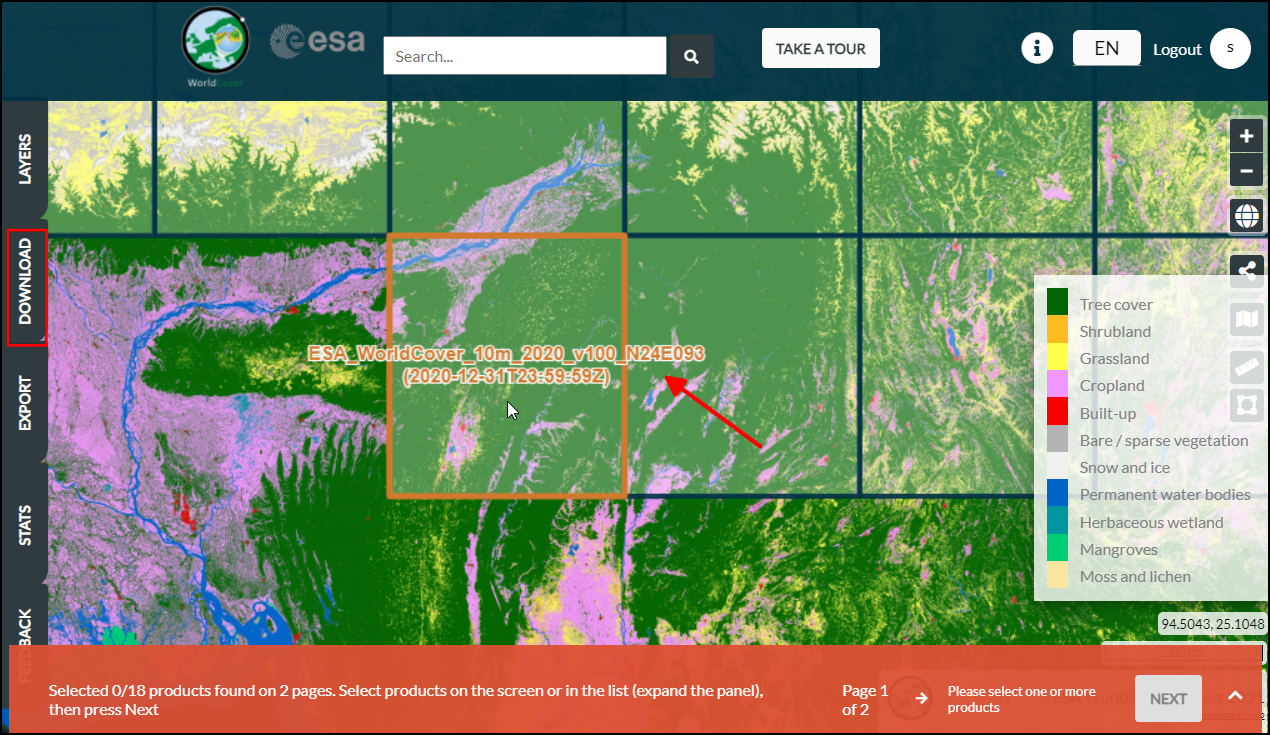 WorldCover
esa
Search...
TAKE A TOUR
EN
Logout
S
LAYERS
DOWNLOAD
EXPORT
STATS
FEEDBACK
ESA_WorldCover_10m_2020_v100_N24E093
(2020-12-31T23:59:59Z)
Tree cover
Shrubland
Grassland
Cropland
Built-up
Bare / sparse vegetation
Snow and ice
Permanent water bodies
Herbaceous wetland
Mangroves
Moss and lichen
94.5043, 25.1048
200 km
Selected 0/18 products found on 2 pages. Select products on the screen or in the list (expand the panel),
then press Next
Page 1
of 2
Please select one or more
products
NEXT